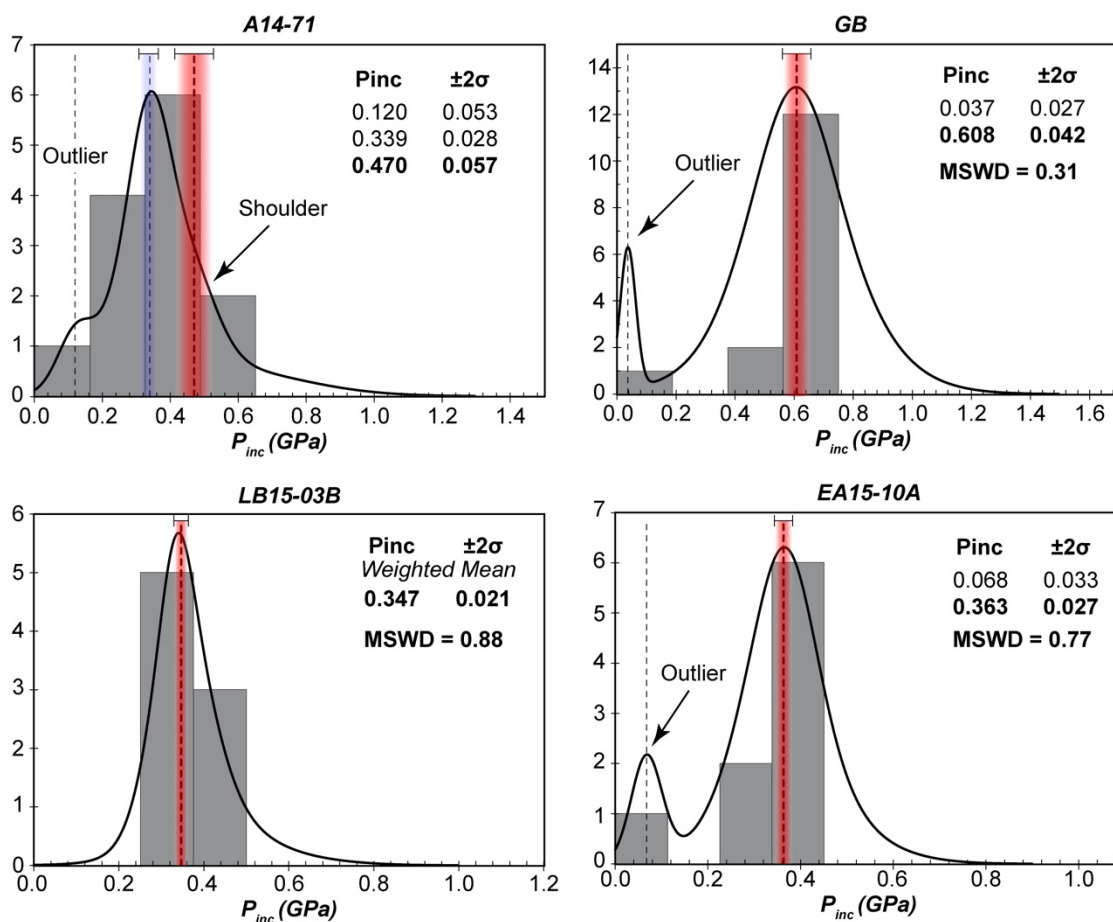 A14-71
7
6
5
4
3
2
1
0
Pinc ±2σ
0.120 0.053
0.339 0.028
0.470 0.057
Outlier
Shoulder
0.0 0.2 0.4 0.6 0.8 1.0 1.2 1.4
P_inc (GPa)
GB
14
12
10
8
6
4
2
0
Pinc ±2σ
0.037 0.027
0.608 0.042
MSWD = 0.31
Outlier
0.0 0.2 0.4 0.6 0.8 1.0 1.2 1.4 1.6
P_inc (GPa)
LB15-03B
6
5
4
3
2
1
0
Pinc ±2σ
Weighted Mean
0.347 0.021
MSWD = 0.88
0.0 0.2 0.4 0.6 0.8 1.0 1.2
P_inc (GPa)
EA15-10A
7
6
5
4
3
2
1
0
Pinc ±2σ
0.068 0.033
0.363 0.027
MSWD = 0.77
Outlier
0.0 0.2 0.4 0.6 0.8 1.0
P_inc (GPa)